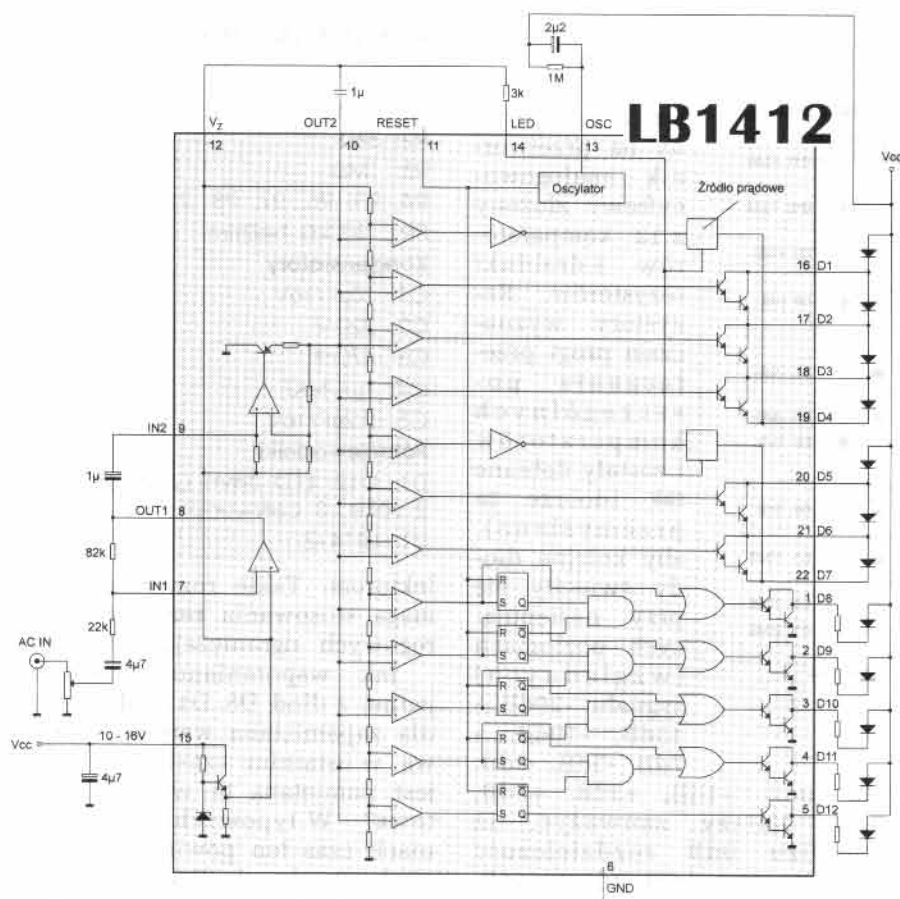 2µ2
1M
1µ
3k
LB1412
VZ OUT2 RESET LED OSC
12 10 11 14 13
Vcc
Oscylator
Źródło prądowe
16 D1
17 D2
18 D3
19 D4
IN2 9
1µ
20 D5
OUT1 8
21 D6
82k
22 D7
IN1 7
R
S Q
1 D8
22k
R Q
S Q
2 D9
AC IN
4µ7
R Q
S Q
3 D10
10 - 16V
Vcc
15
R Q
S Q
4 D11
4µ7
R Q
S Q
5 D12
6
GND